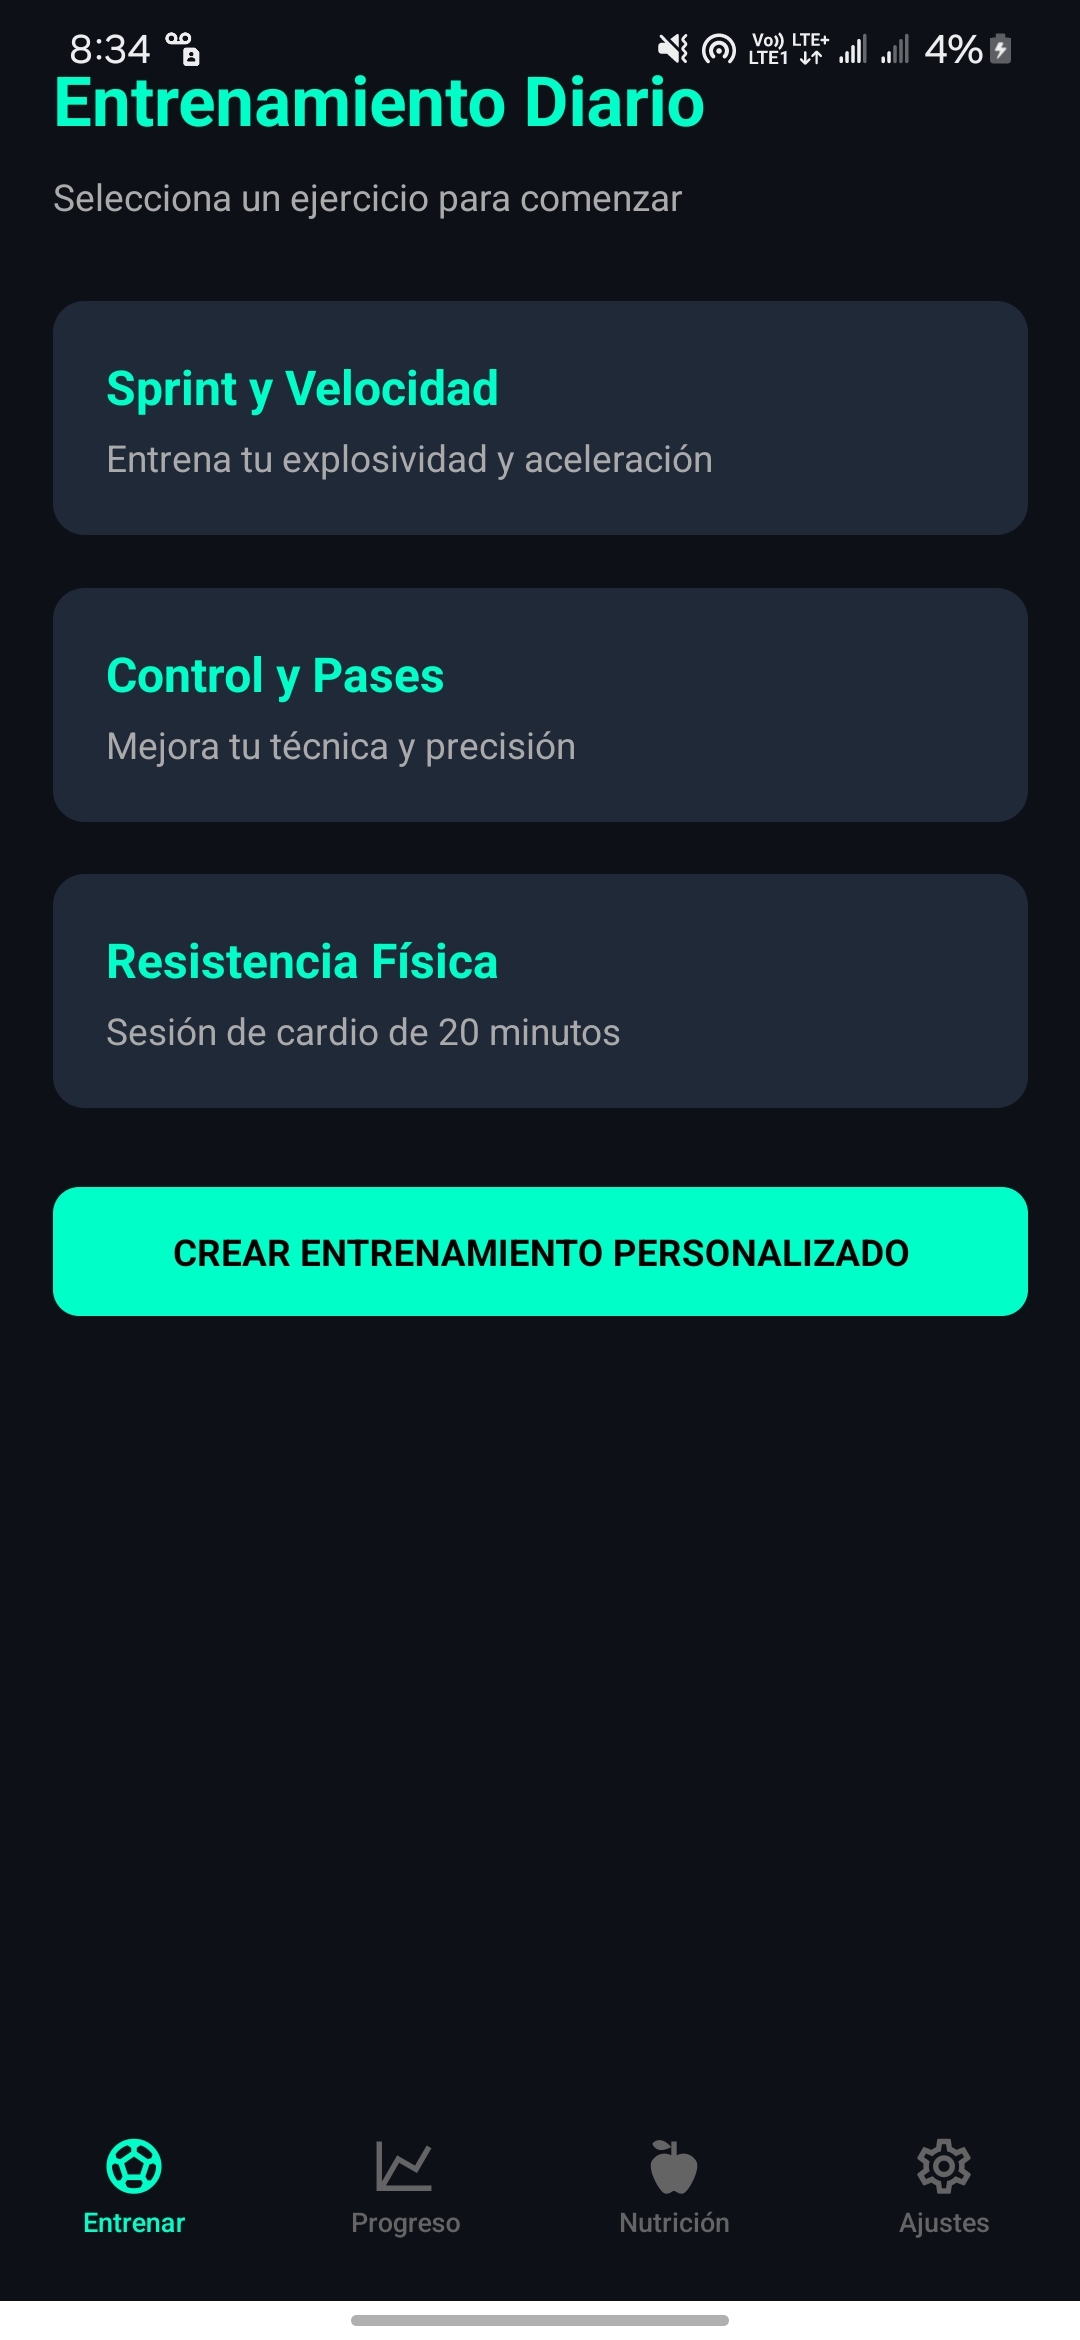 8:34
Vo)) LTE+
LTE1
4%
Entrenamiento Diario
Selecciona un ejercicio para comenzar
Sprint y Velocidad
Entrena tu explosividad y aceleración
Control y Pases
Mejora tu técnica y precisión
Resistencia Física
Sesión de cardio de 20 minutos
CREAR ENTRENAMIENTO PERSONALIZADO
Entrenar
Progreso
Nutrición
Ajustes